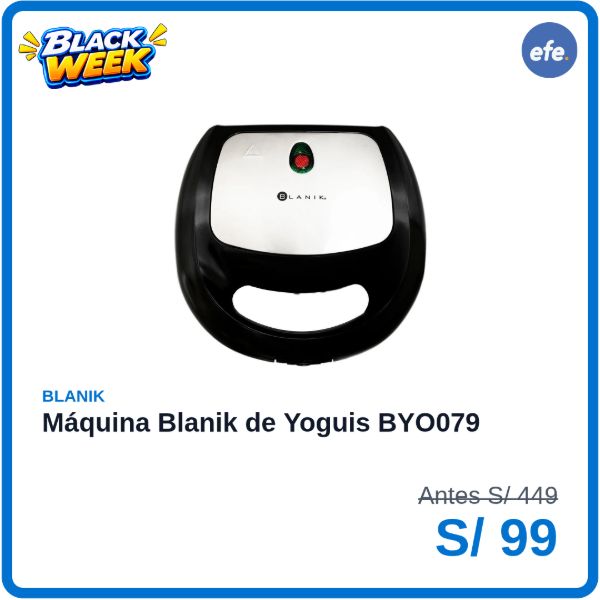 BLACK
WEEK
efe.
BLANIK
BLANIK
Máquina Blanik de Yoguis BYO079
Antes S/ 449
S/ 99